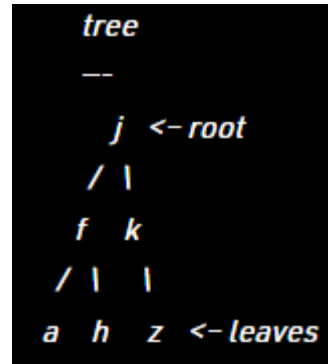 tree
----
j <- root
/ \
f k
/ \ \
a h z <- leaves